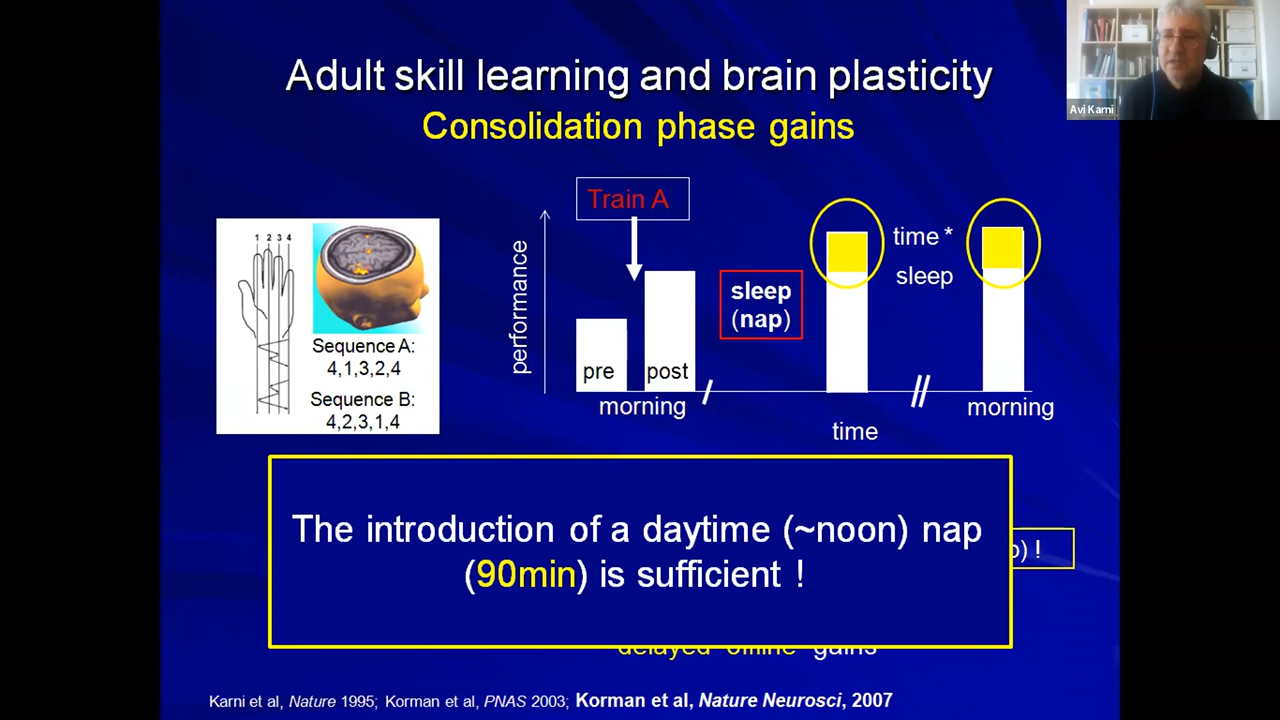 Adult skill learning and brain plasticity
Consolidation phase gains
Avi Karni
Train A
performance
pre
post
morning
sleep
(nap)
time *
sleep
morning
time
1 2 3 4
Sequence A:
4,1,3,2,4
Sequence B:
4,2,3,1,4
The introduction of a daytime (~noon) nap
(90min) is sufficient !
) !
delayed "offline" gains
Karni et al, Nature 1995; Korman et al, PNAS 2003; Korman et al, Nature Neurosci, 2007